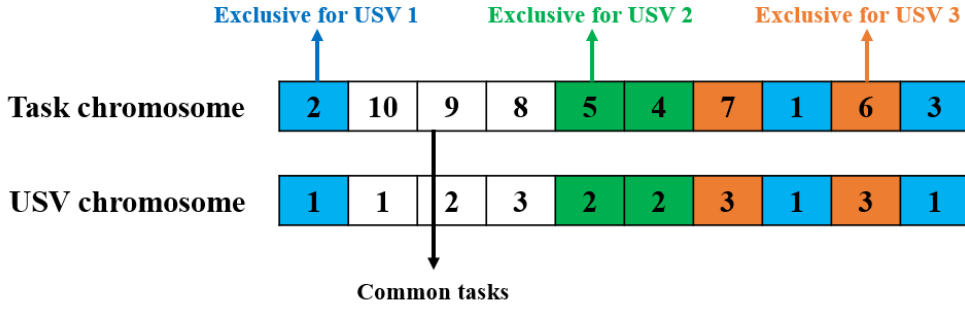 Exclusive for USV 1 Exclusive for USV 2 Exclusive for USV 3
Task chromosome 2 10 9 8 5 4 7 1 6 3
USV chromosome 1 1 2 3 2 2 3 1 3 1
Common tasks